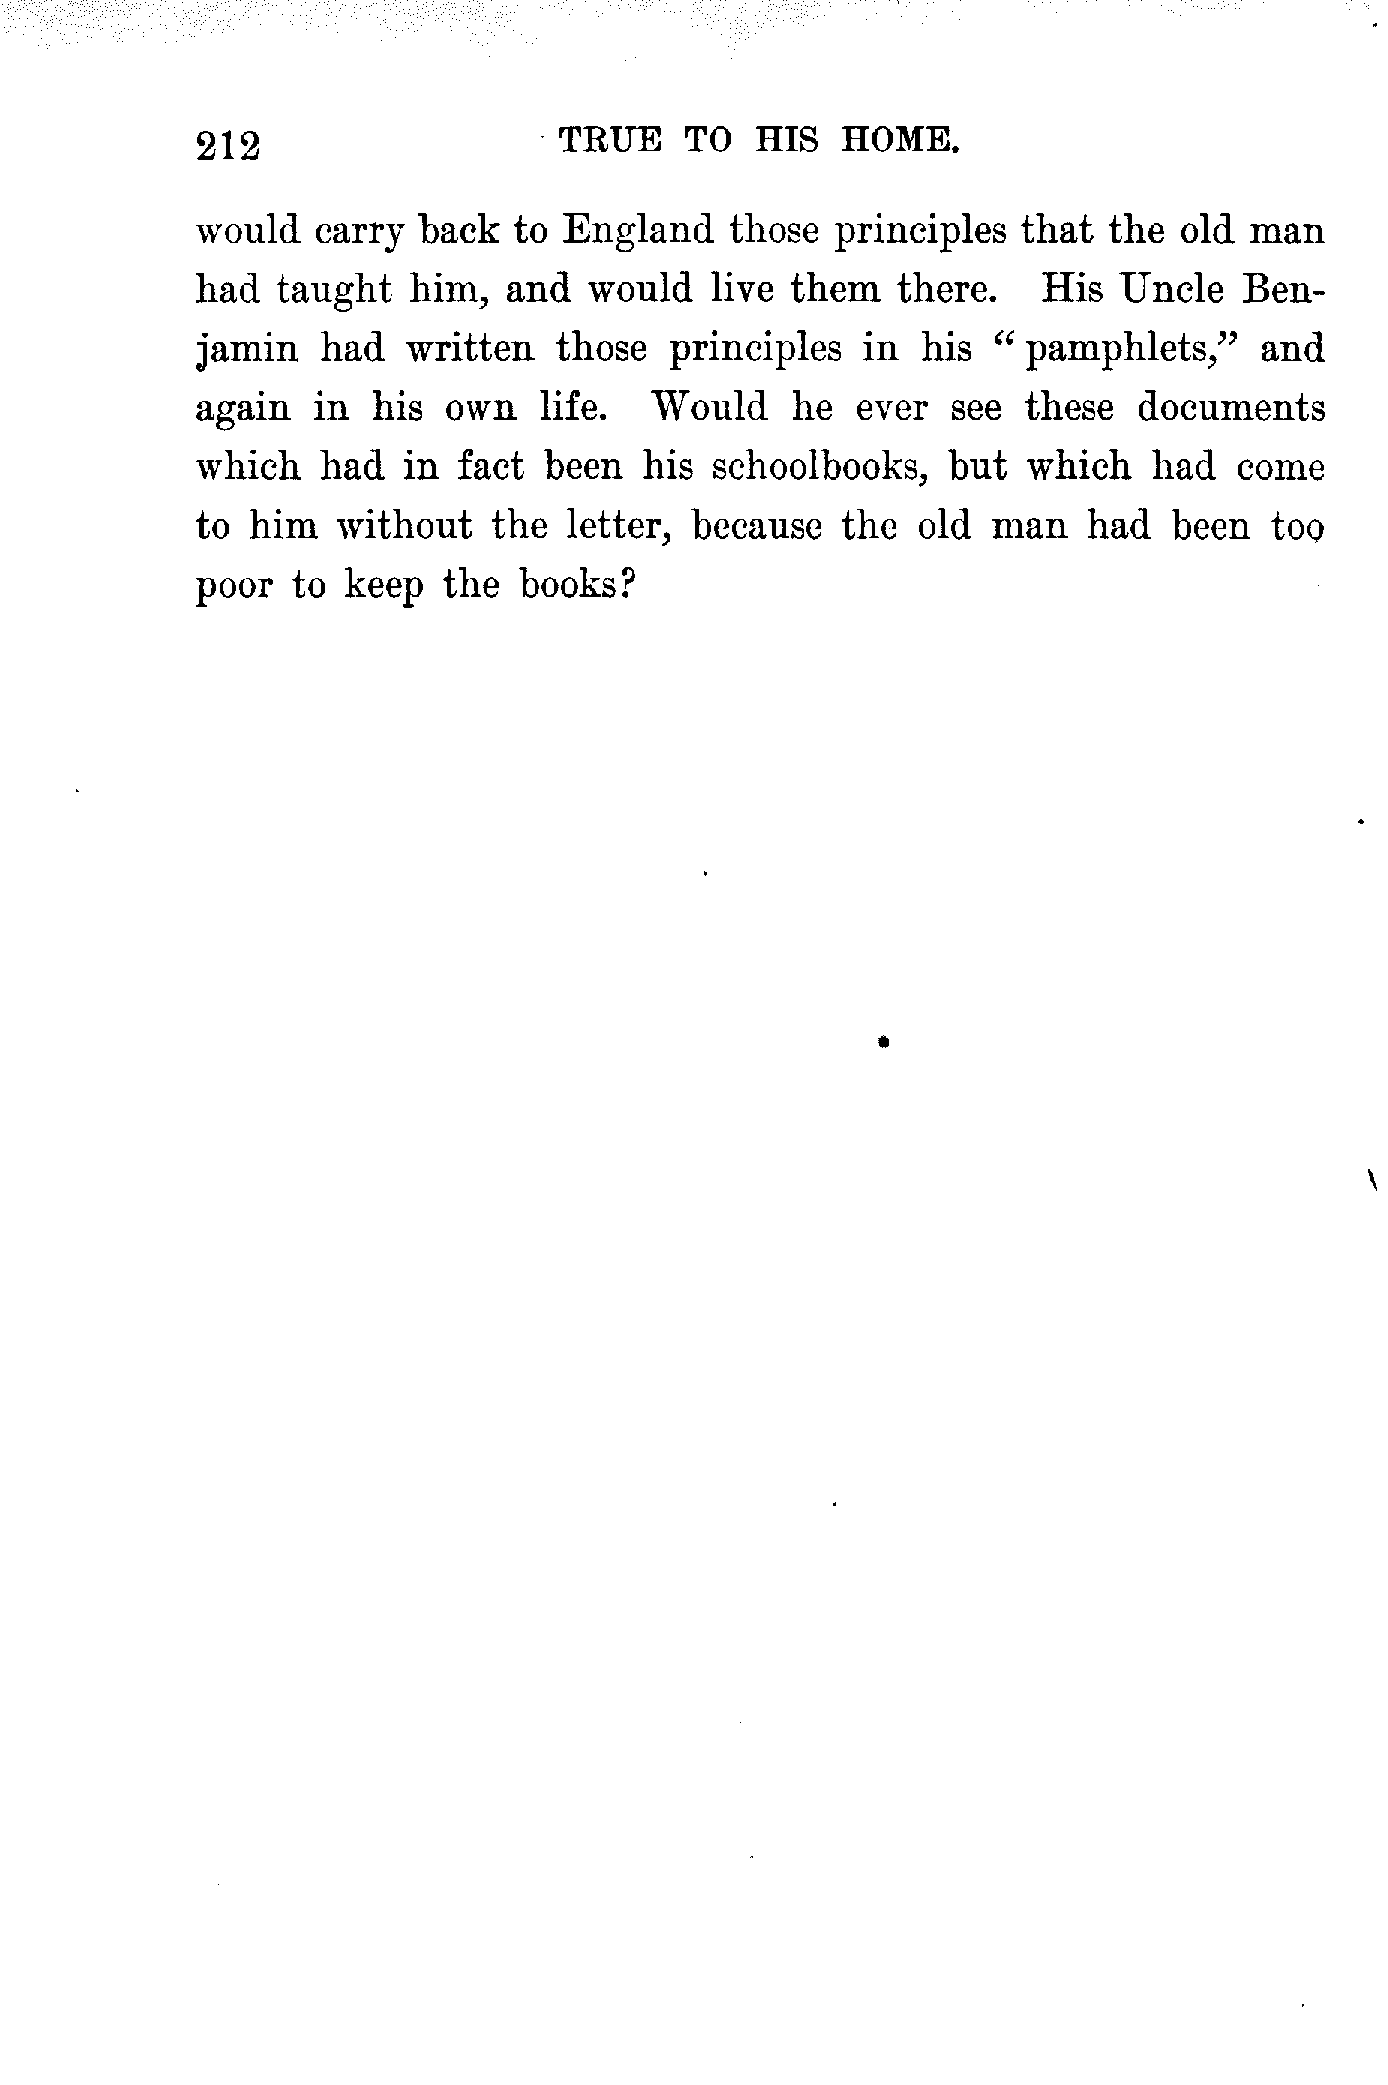 212 TRUE TO HIS HOME.
would carry back to England those principles that the old man
had taught him, and would live them there. His Uncle Ben-
jamin had written those principles in his “ pamphlets,” and
again in his own life. Would he ever see these documents
which had in fact been his schoolbooks, but which had come
to him without the letter, because the old man had been too
poor to keep the books?